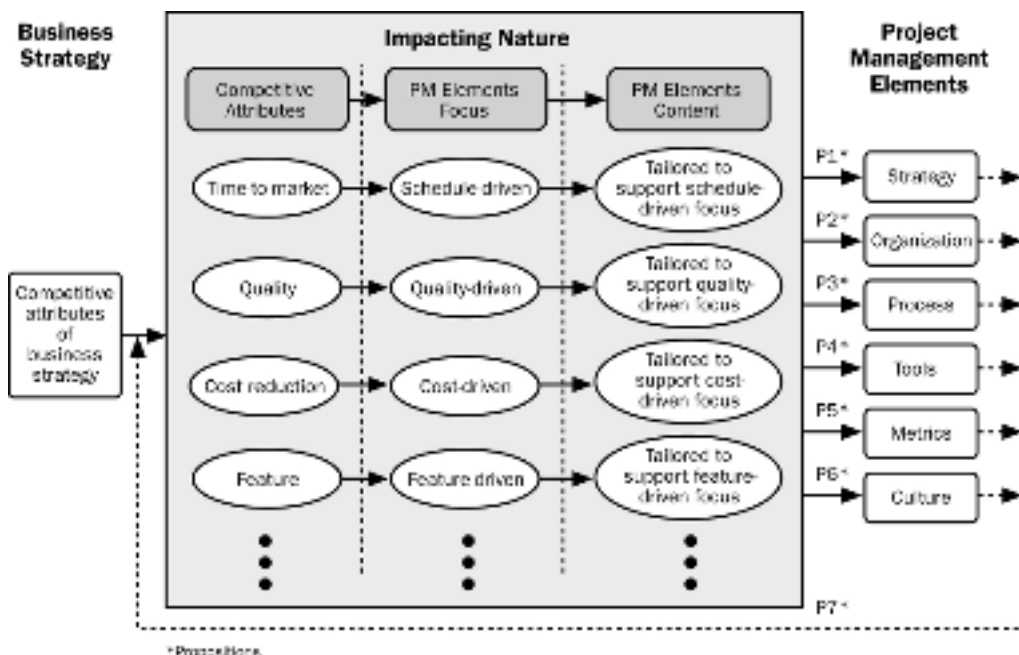 Business
Strategy
Impacting Nature
Project
Management
Elements
Competitive
Attributes
PM Elements
Focus
PM Elements
Content
Time to market
Schedule-driven
Tailored to
support schedule-
driven focus
Quality
Quality-driven
Tailored to
support quality-
driven focus
Cost reduction
Cost-driven
Tailored to
support cost-
driven focus
Feature
Feature driven
Tailored to
support feature-
driven focus
Competitive
attributes
of
business
strategy
P1*
Strategy
P2*
Organization
P3*
Process
P4*
Tools
P5*
Metrics
P6*
Culture
P7*
*Propositions